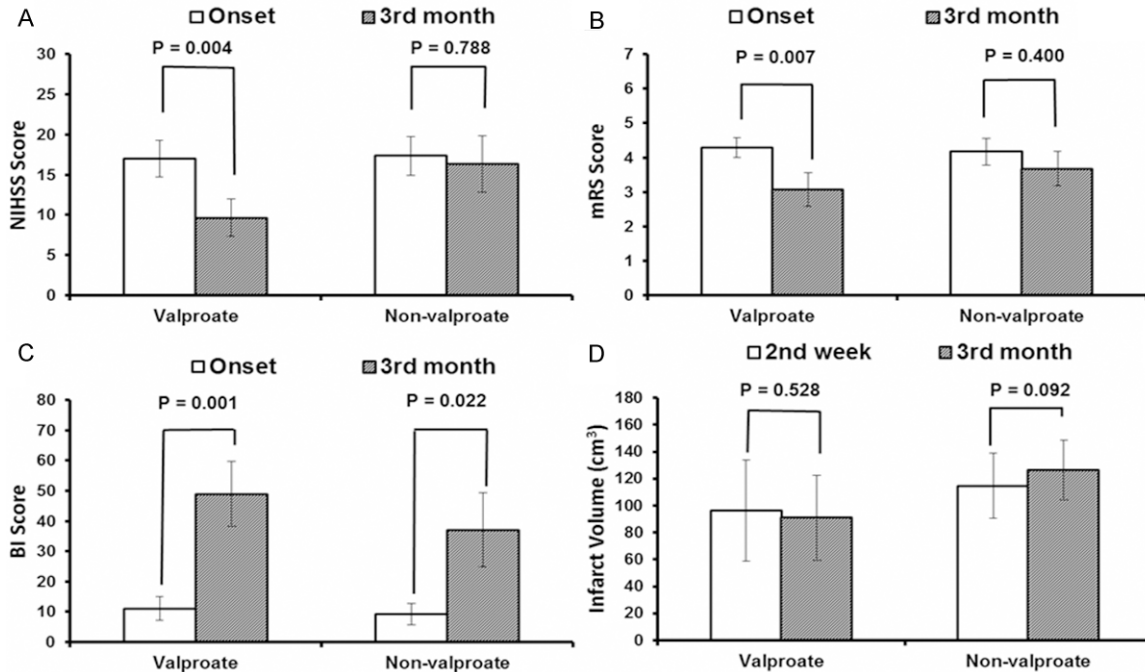 A
Onset 3rd month
P = 0.004 P = 0.788
NIHSS Score
30
25
20
15
10
5
0
Valproate Non-valproate
B
Onset 3rd month
P = 0.007 P = 0.400
mRS Score
7
6
5
4
3
2
1
0
Valproate Non-valproate
C
Onset 3rd month
P = 0.001 P = 0.022
BI Score
80
70
60
50
40
30
20
10
0
Valproate Non-valproate
D
2nd week 3rd month
P = 0.528 P = 0.092
Infarct Volume (cm³)
180
160
140
120
100
80
60
40
20
0
Valproate Non-valproate